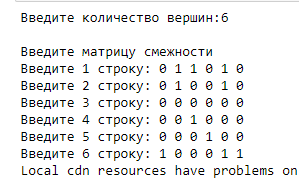 Введите количество вершин:6
Введите матрицу смежности
Введите 1 строку: 0 1 1 0 1 0
Введите 2 строку: 0 1 0 0 1 0
Введите 3 строку: 0 0 0 0 0 0
Введите 4 строку: 0 0 1 0 0 0
Введите 5 строку: 0 0 0 1 0 0
Введите 6 строку: 1 0 0 0 1 1
Local cdn resources have problems on